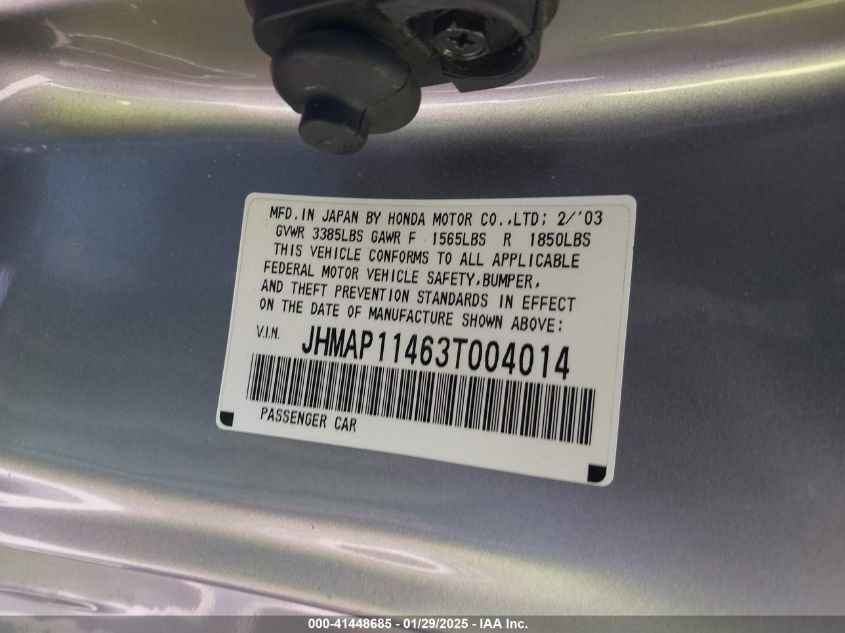 MFD. IN JAPAN BY HONDA MOTOR CO.,LTD; 2/'03
GVWR 3385LBS GAWR F 1565LBS R 1850LBS
THIS VEHICLE CONFORMS TO ALL APPLICABLE
FEDERAL MOTOR VEHICLE SAFETY,BUMPER,
AND THEFT PREVENTION STANDARDS IN EFFECT
ON THE DATE OF MANUFACTURE SHOWN ABOVE:
V.I.N. JHMAP11463T004014
PASSENGER CAR
000-41448685 - 01/29/2025 - IAA Inc.